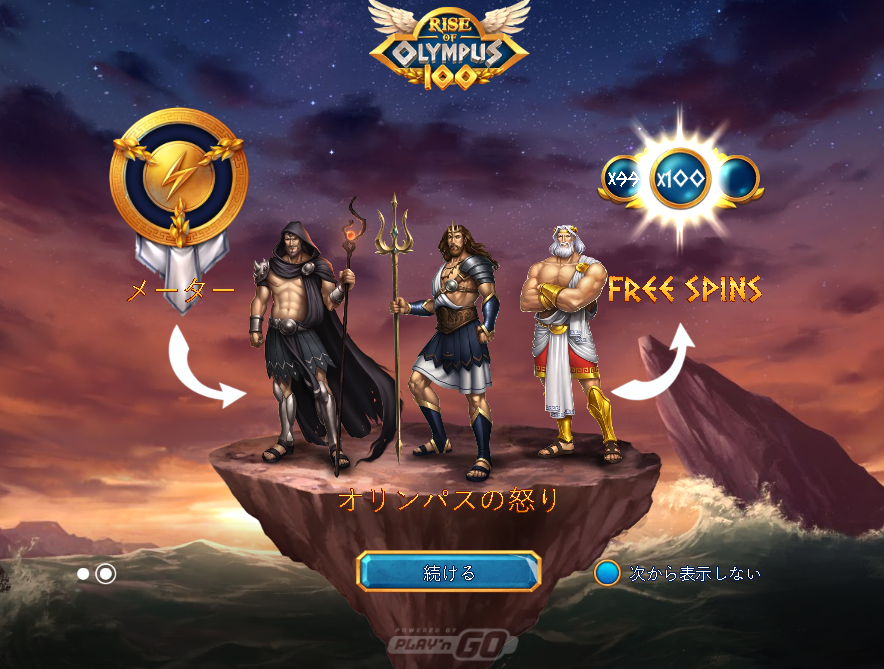 RISE
OF
OLYMPUS
100
X99
X100
メーター
FREE SPINS
オリンパスの怒り
続ける
次から表示しない
POWERED BY
PLAY'n GO